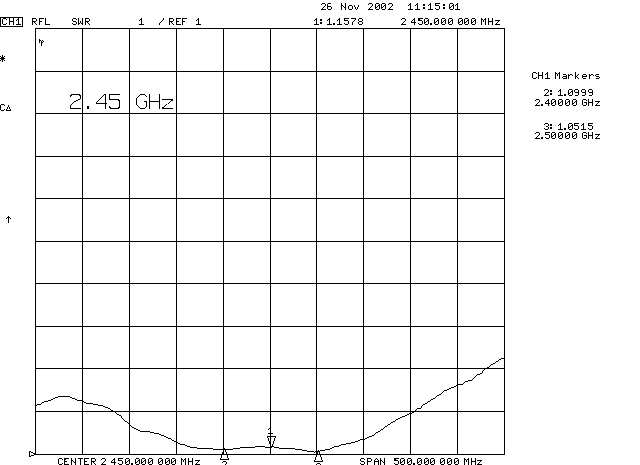 26 Nov 2002 11:15:01
CH1 RFL SWR 1 / REF 1 1: 1.1578 2 450.000 000 MHz
*
CΔ
↑
2.45 GHz
CH1 Markers
2: 1.0999
2.40000 GHz
3: 1.0515
2.50000 GHz
1
CENTER 2 450.000 000 MHz SPAN 500.000 000 MHz